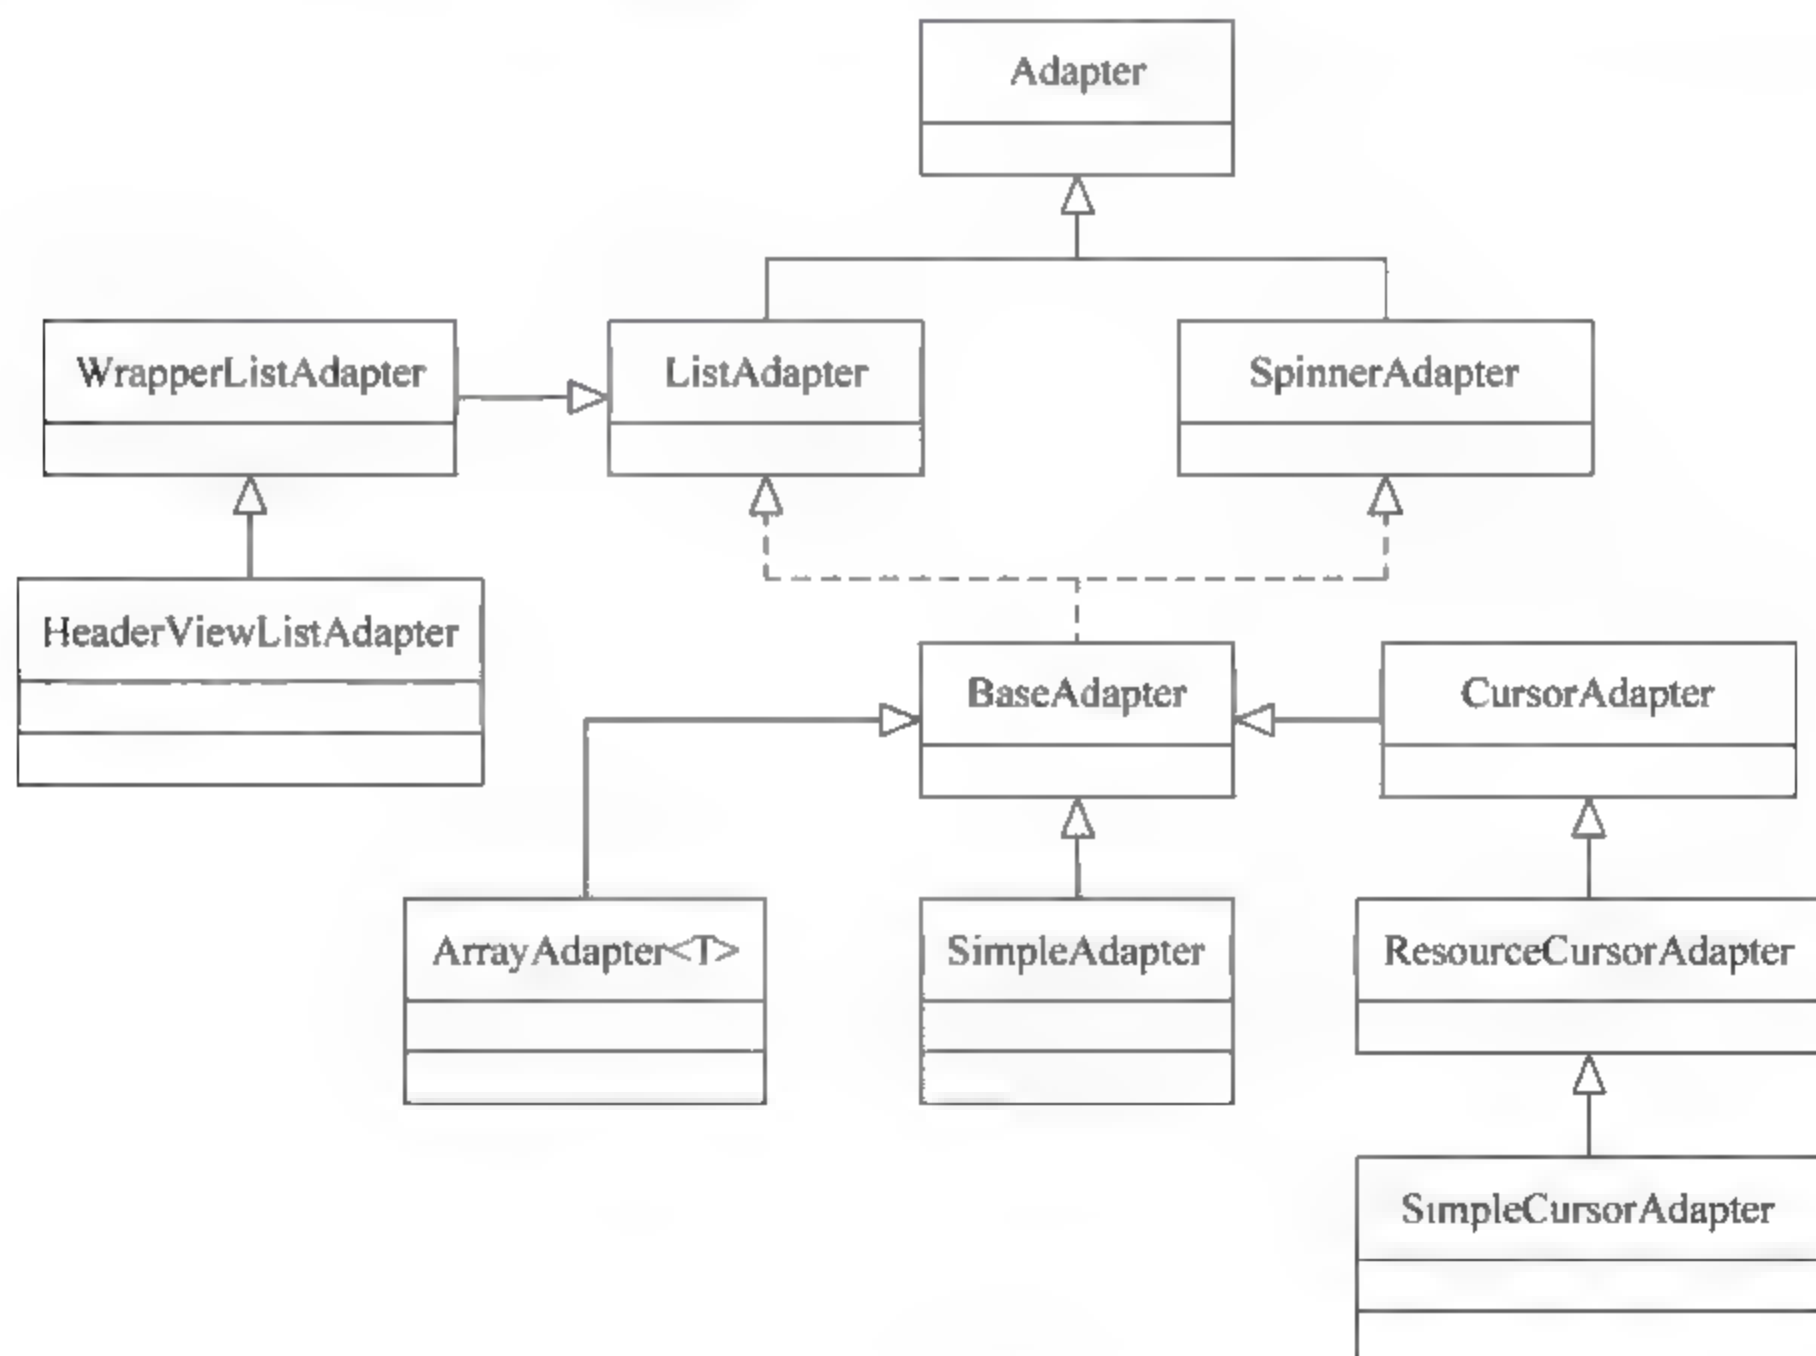 Adapter
WrapperListAdapter
ListAdapter
SpinnerAdapter
HeaderViewListAdapter
BaseAdapter
CursorAdapter
ArrayAdapter<T>
SimpleAdapter
ResourceCursorAdapter
SimpleCursorAdapter